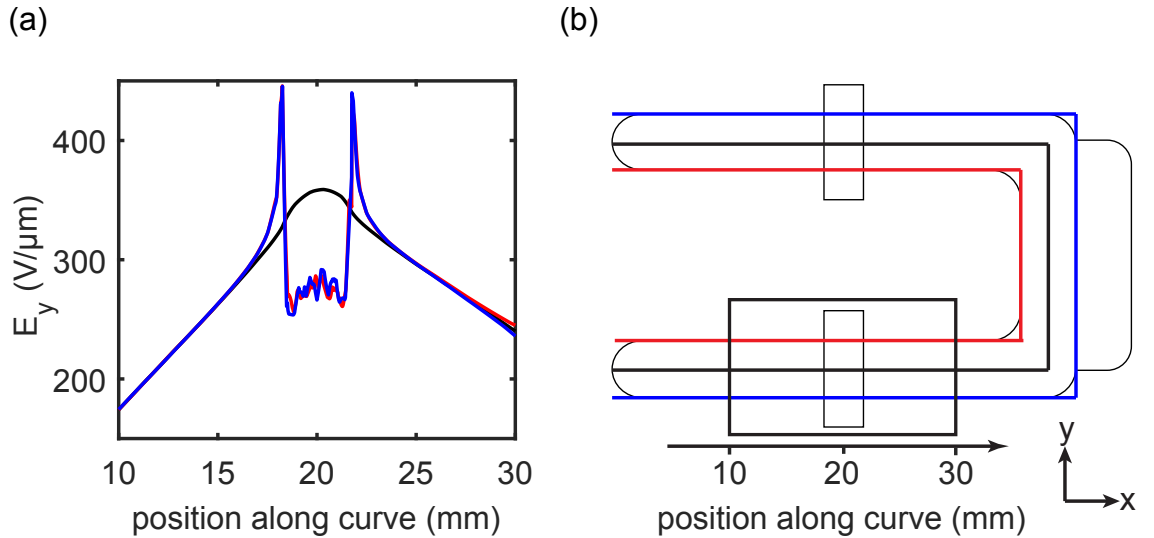 (a)
E_y (V/μm)
400
300
200
10 15 20 25 30
position along curve (mm)
(b)
10 20 30
position along curve (mm)
y
x